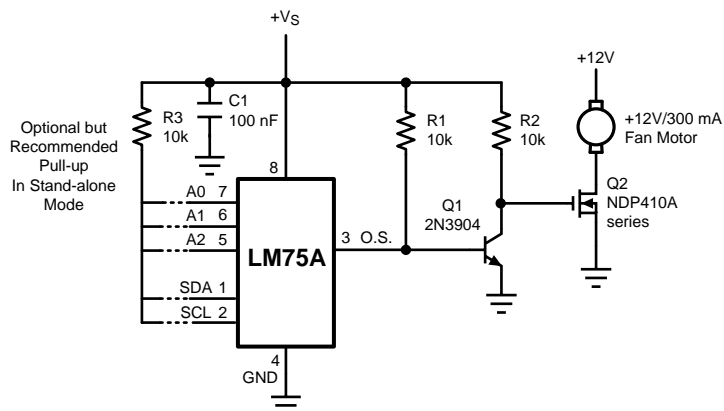 +VS
+12V
C1
100 nF
R3
10k
R1
10k
R2
10k
+12V/300 mA
Fan Motor
Optional but
Recommended
Pull-up
In Stand-alone
Mode
8
A0 7
A1 6
A2 5
SDA 1
SCL 2
LM75A
3 O.S.
Q1
2N3904
Q2
NDP410A
series
4
GND